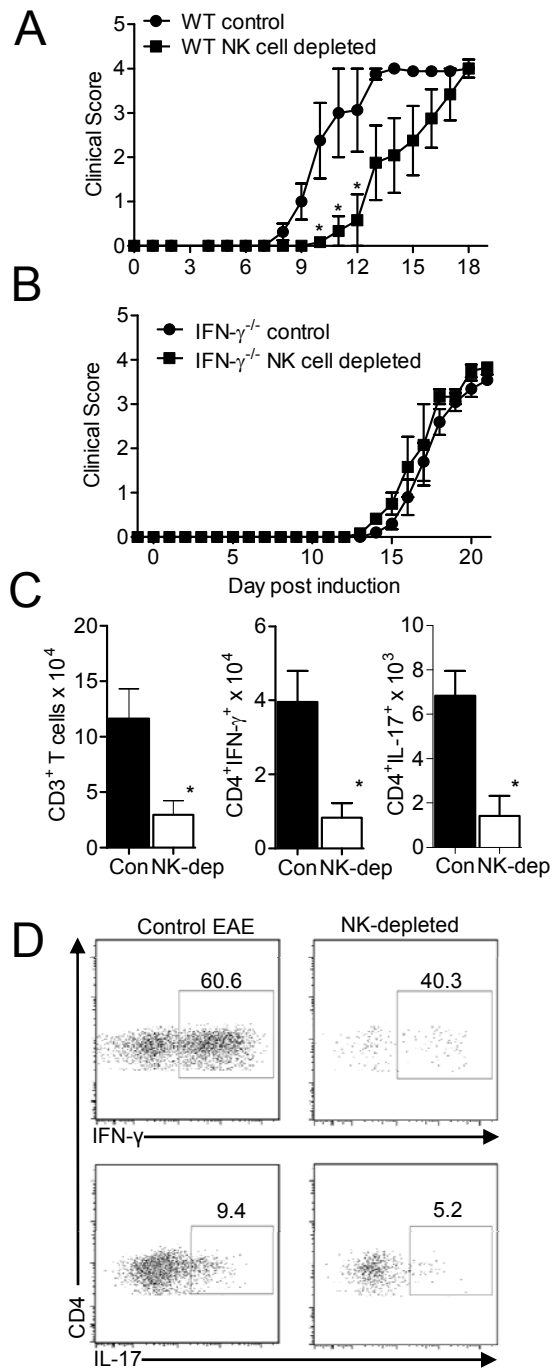 A
WT control
WT NK cell depleted
Clinical Score
5
4
3
2
1
0
* * *
0 3 6 9 12 15 18
B
IFN-γ-/- control
IFN-γ-/- NK cell depleted
Clinical Score
5
4
3
2
1
0
0 5 10 15 20
Day post induction
C
CD3+ T cells x 10^4
20
15
10
5
0
*
Con NK-dep
CD4+IFN-γ+ x 10^4
6
4
2
0
*
Con NK-dep
CD4+IL-17+ x 10^3
10
8
6
4
2
0
*
Con NK-dep
D
Control EAE
NK-depleted
60.6
40.3
IFN-γ
9.4
5.2
CD4
IL-17